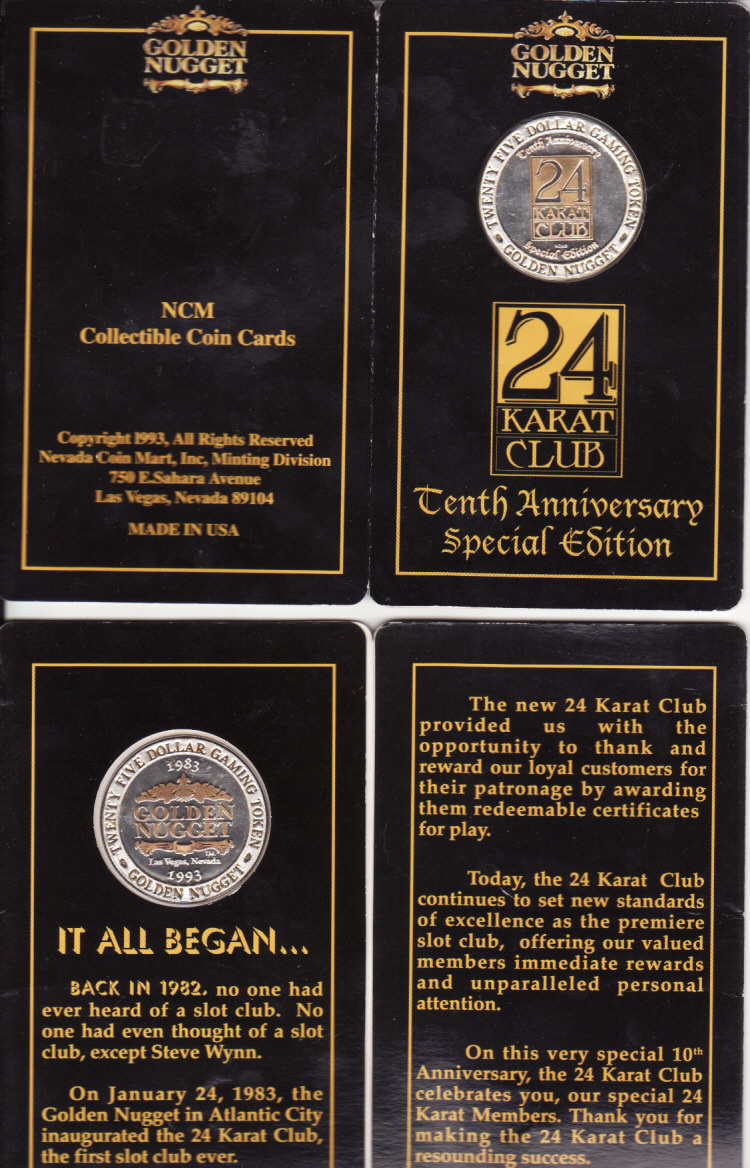 GOLDEN
NUGGET
NCM
Collectible Coin Cards
Copyright 1993, All Rights Reserved
Nevada Coin Mart, Inc, Minting Division
750 E.Sahara Avenue
Las Vegas, Nevada 89104
MADE IN USA
GOLDEN
NUGGET
TWENTY FIVE DOLLAR GAMING TOKEN
Tenth Anniversary
24
KARAT
CLUB
Special Edition
GOLDEN NUGGET
24
KARAT
CLUB
Tenth Anniversary
Special Edition
TWENTY FIVE DOLLAR GAMING TOKEN
1983
GOLDEN
NUGGET
TM
Las Vegas, Nevada
1993
GOLDEN NUGGET
IT ALL BEGAN...
BACK IN 1982, no one had
ever heard of a slot club. No
one had even thought of a slot
club, except Steve Wynn.
On January 24, 1983, the
Golden Nugget in Atlantic City
inaugurated the 24 Karat Club,
the first slot club ever.
The new 24 Karat Club
provided us with the
opportunity to thank and
reward our loyal customers for
their patronage by awarding
them redeemable certificates
for play.
Today, the 24 Karat Club
continues to set new standards
of excellence as the premiere
slot club, offering our valued
members immediate rewards
and unparalleled personal
attention.
On this very special 10th
Anniversary, the 24 Karat Club
celebrates you, our special 24
Karat Members. Thank you for
making the 24 Karat Club a
resounding success.